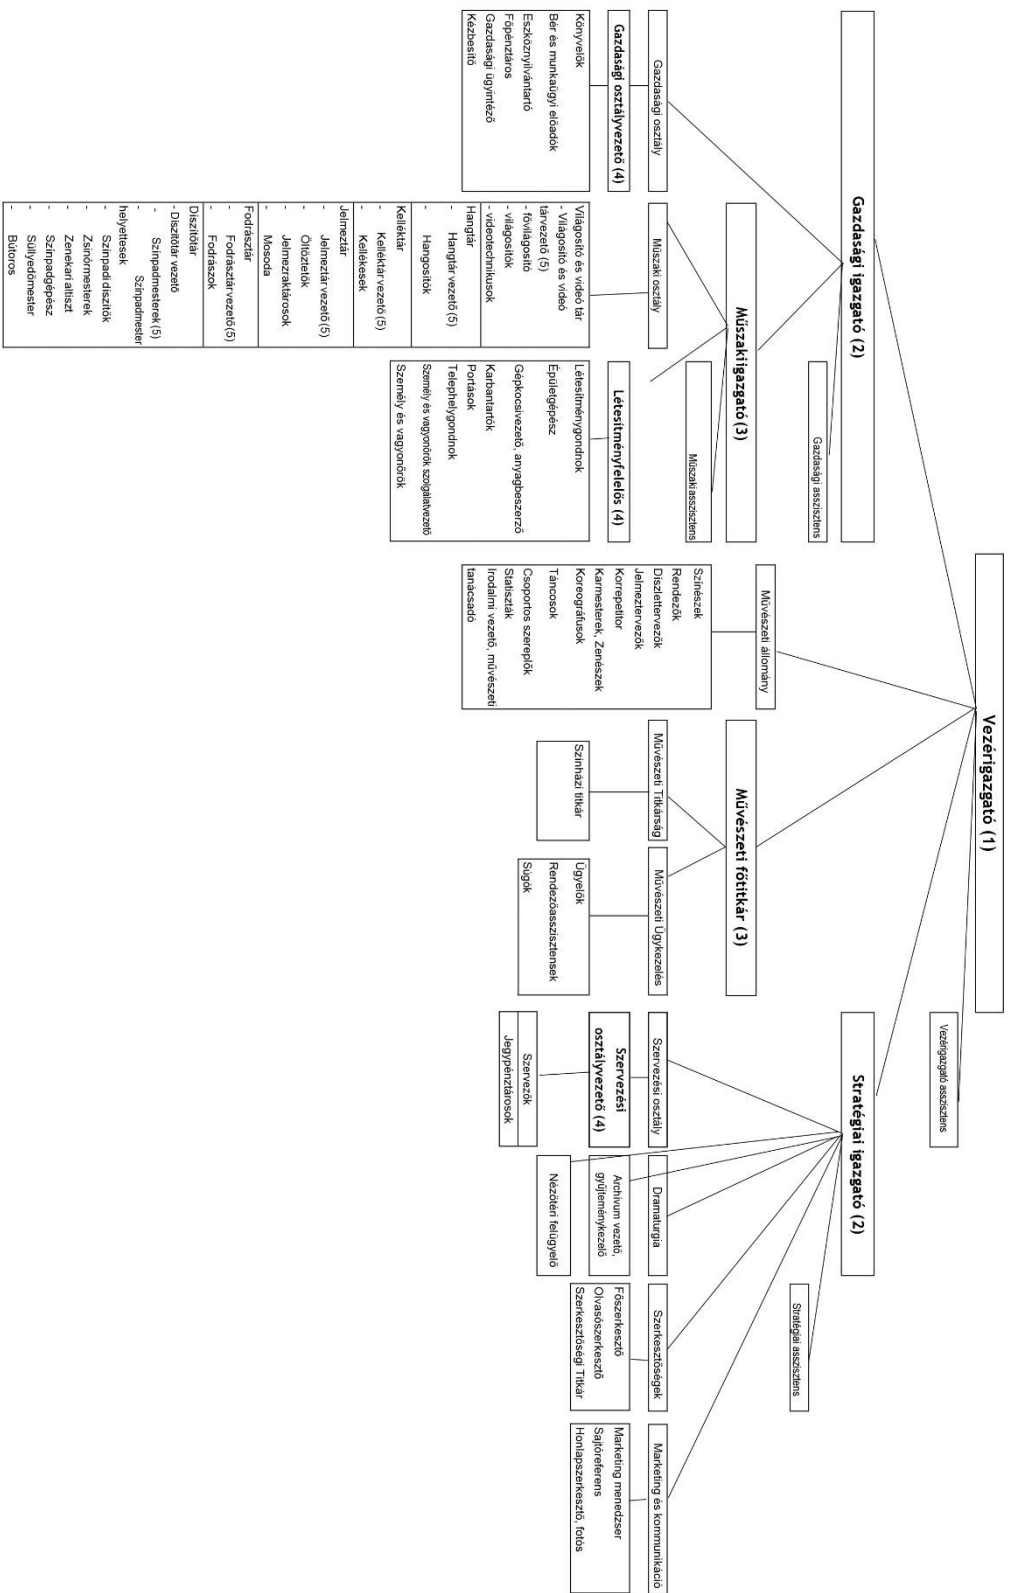 Vezérigazgató (1)
Vezérigazgató asszisztens
Gazdasági igazgató (2)
Gazdasági asszisztens
Stratégiai igazgató (2)
Stratégiai asszisztens
Műszaki igazgató (3)
Műszaki asszisztens
Művészeti állomány
Művészeti főtitkár (3)
Gazdasági osztály
Gazdasági osztályvezető (4)
Könyvelők
Bér és munkaügyi előadók
Eszköznyilvántartó
Főpénztáros
Gazdasági ügyintéző
Kézbesítő
Műszaki osztály
Világosító és videó tár
- Világosító és videó
tárvezető (5)
- fővilágosító
- világosítók
- videotechnikusok
Hangtár
- Hangtár vezető (5)
- Hangosítók
Kelléktár
- Kelléktár vezető (5)
- Kellékesek
Jelmeztár
- Jelmeztár vezető (5)
- Öltöztetők
- Jelmezraktárosok
- Mosoda
Fodrásztár
- Fodrásztár vezető (5)
- Fodrászok
Díszítőtár
- Díszítőtár vezető
- Színpadmesterek (5)
- Színpadmester
helyettesek
- Színpadi díszítők
- Zsinórmesterek
- Zenekari altiszt
- Színpadgépész
- Süllyedőmester
- Bútoros
Létesítményfelelős (4)
Létesítménygondnok
Épületgépész
Gépkocsivezető, anyagbeszerző
Karbantartók
Portások
Telephelygondnok
Személy és vagyonőrök szolgálatvezető
Személy és vagyonőrök
Színészek
Rendezők
Díszlettervezők
Jelmeztervezők
Korrepetitor
Karmesterek, Zenészek
Koreográfusok
Táncosok
Csoportos szereplők
Statiszták
Irodalmi vezető, művészeti
tanácsadó
Művészeti Titkárság
Színházi titkár
Művészeti Ügykezelés
Ügyelők
Rendezőasszisztensek
Súgók
Szervezési osztály
Szervezési
osztályvezető (4)
Szervezők
Jegypénztárosok
Dramaturgia
Archívum vezető,
gyűjteménykezelő
Nézőtéri felügyelő
Szerkesztőségek
Főszerkesztő
Olvasószerkesztő
Szerkesztőségi Titkár
Marketing és kommunikáció
Marketing menedzser
Sajtóreferens
Honlapszerkesztő, fotós